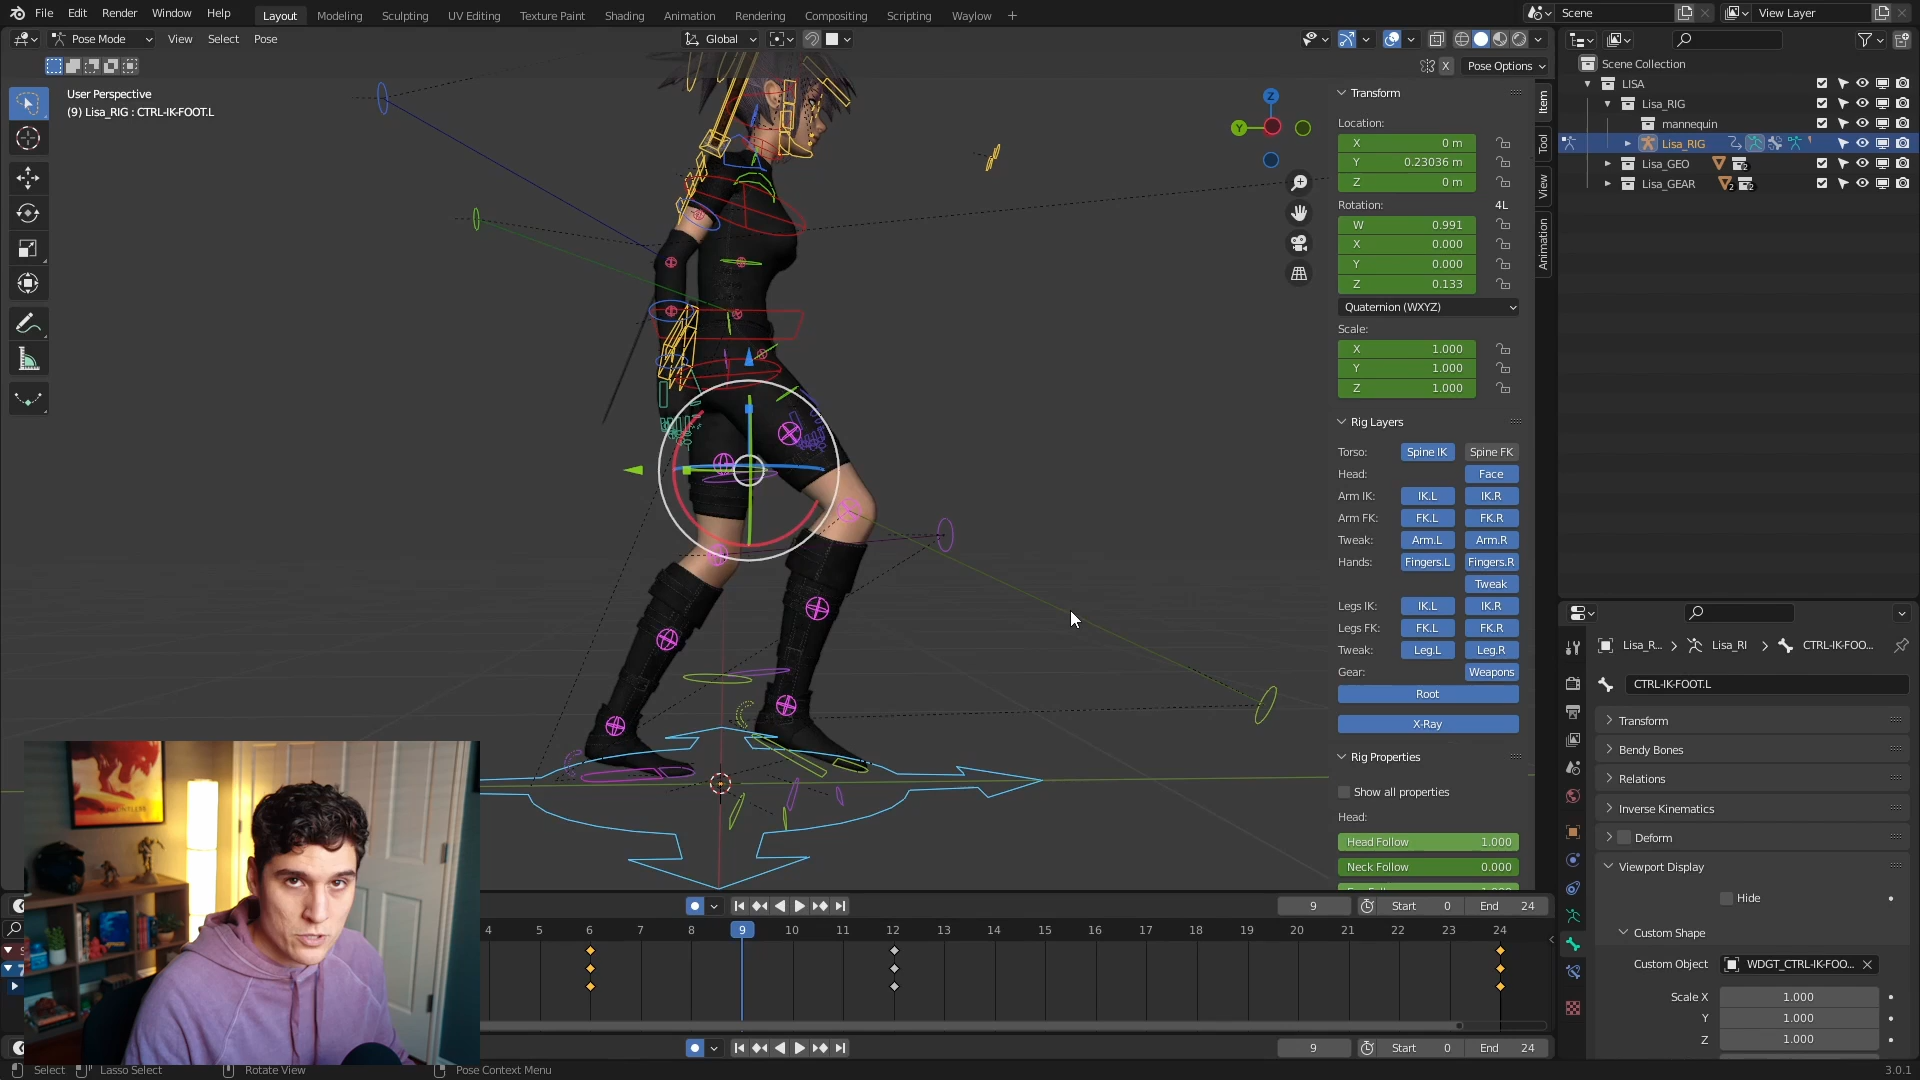 File Edit Render Window Help Layout Modeling Sculpting UV Editing Texture Paint Shading Animation Rendering Compositing Scripting Waylow + Scene View Layer
Pose Mode View Select Pose Global
X Pose Options
User Perspective
(9) Lisa_RIG : CTRL-IK-FOOT.L
Z
Y
Transform
Location:
X 0 m
Y 0.23036 m
Z 0 m
Rotation: 4L
W 0.991
X 0.000
Y 0.000
Z 0.133
Quaternion (WXYZ)
Scale:
X 1.000
Y 1.000
Z 1.000
Rig Layers
Torso: Spine IK Spine FK
Head: Face
Arm IK: IK.L IK.R
Arm FK: FK.L FK.R
Tweak: Arm.L Arm.R
Hands: Fingers.L Fingers.R
Tweak
Legs IK: IK.L IK.R
Legs FK: FK.L FK.R
Tweak: Leg.L Leg.R
Gear: Weapons
Root
X-Ray
Rig Properties
Show all properties
Head:
Head Follow 1.000
Neck Follow 0.000
Item
Tool
View
Animation
Scene Collection
LISA
Lisa_RIG
mannequin
Lisa_RIG
Lisa_GEO 2
Lisa_GEAR 2 2
Lisa_R... Lisa_RI CTRL-IK-FOO...
CTRL-IK-FOOT.L
Transform
Bendy Bones
Relations
Inverse Kinematics
Deform
Viewport Display
Hide
Custom Shape
Custom Object WDGT_CTRL-IK-FOO...
Scale X 1.000
Y 1.000
Z 1.000
9 Start 0 End 24
4 5 6 7 8 9 10 11 12 13 14 15 16 17 18 19 20 21 22 23 24
9 Start 0 End 24
Select Lasso Select Rotate View Pose Context Menu 3.0.1